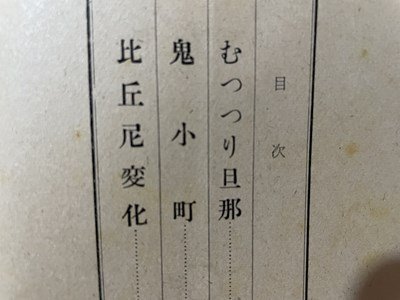 目次
むつつり旦那
鬼小町
比丘尼変化